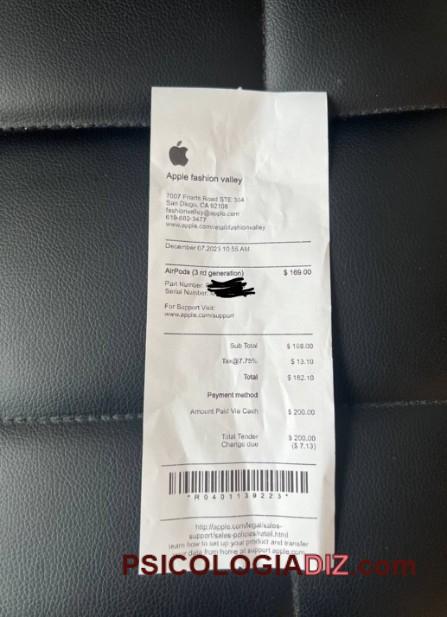 Apple fashion valley
7007 Friars Road STE 304
San Diego, CA 92108
fashionvalley@apple.com
619-682-3477
www.apple.com/
December 07,2023 10:55 AM
AirPods (3 rd generation) $ 169.00
Part Number:
Serial Number:
For Support Visit:
www.apple.com/support
Sub Total $ 169.00
Tax@7.75% $ 13.10
Total $ 182.10
Payment method
Amount Paid Via Cash $ 200.00
Total Tender $ 200.00
Change due ($ 7.13)
*R0401139223*
http://apple.com/legal/sales-
support/sales-policies/retail.html
learn how to set up your product and transfer
your data from home at support.apple.com
PSICOLOGIADIZ.com